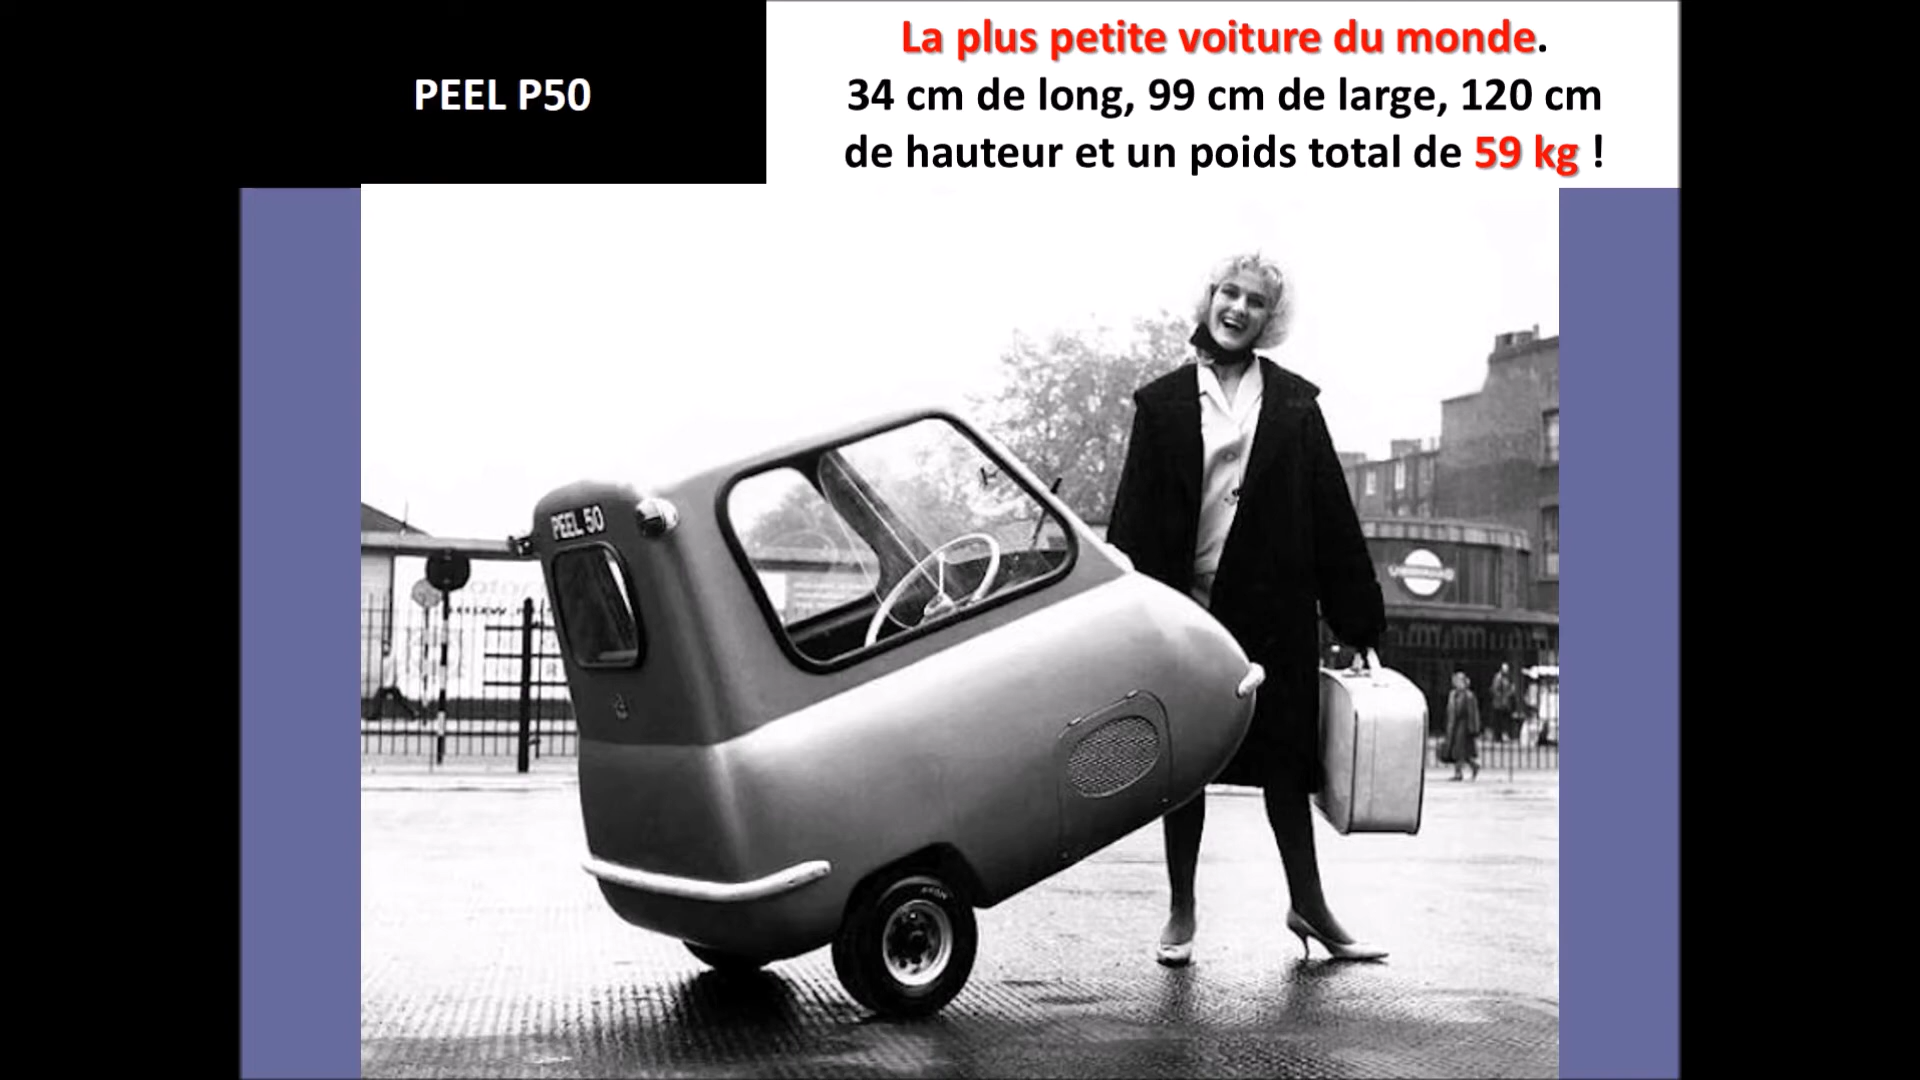 PEEL P50
La plus petite voiture du monde.
34 cm de long, 99 cm de large, 120 cm
de hauteur et un poids total de 59 kg !
PEEL 50
UNDERGROUND